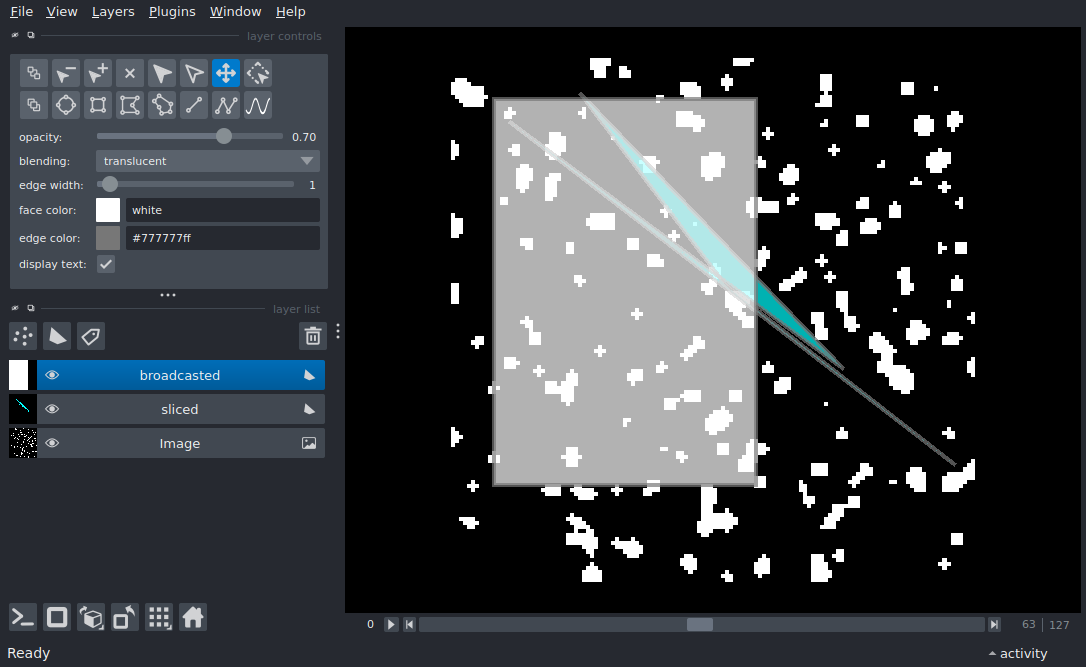 File View Layers Plugins Window Help
layer controls
opacity: 0.70
blending: translucent
edge width: 1
face color: white
edge color: #777777ff
display text:
layer list
broadcasted
sliced
Image
0 63 127
Ready activity